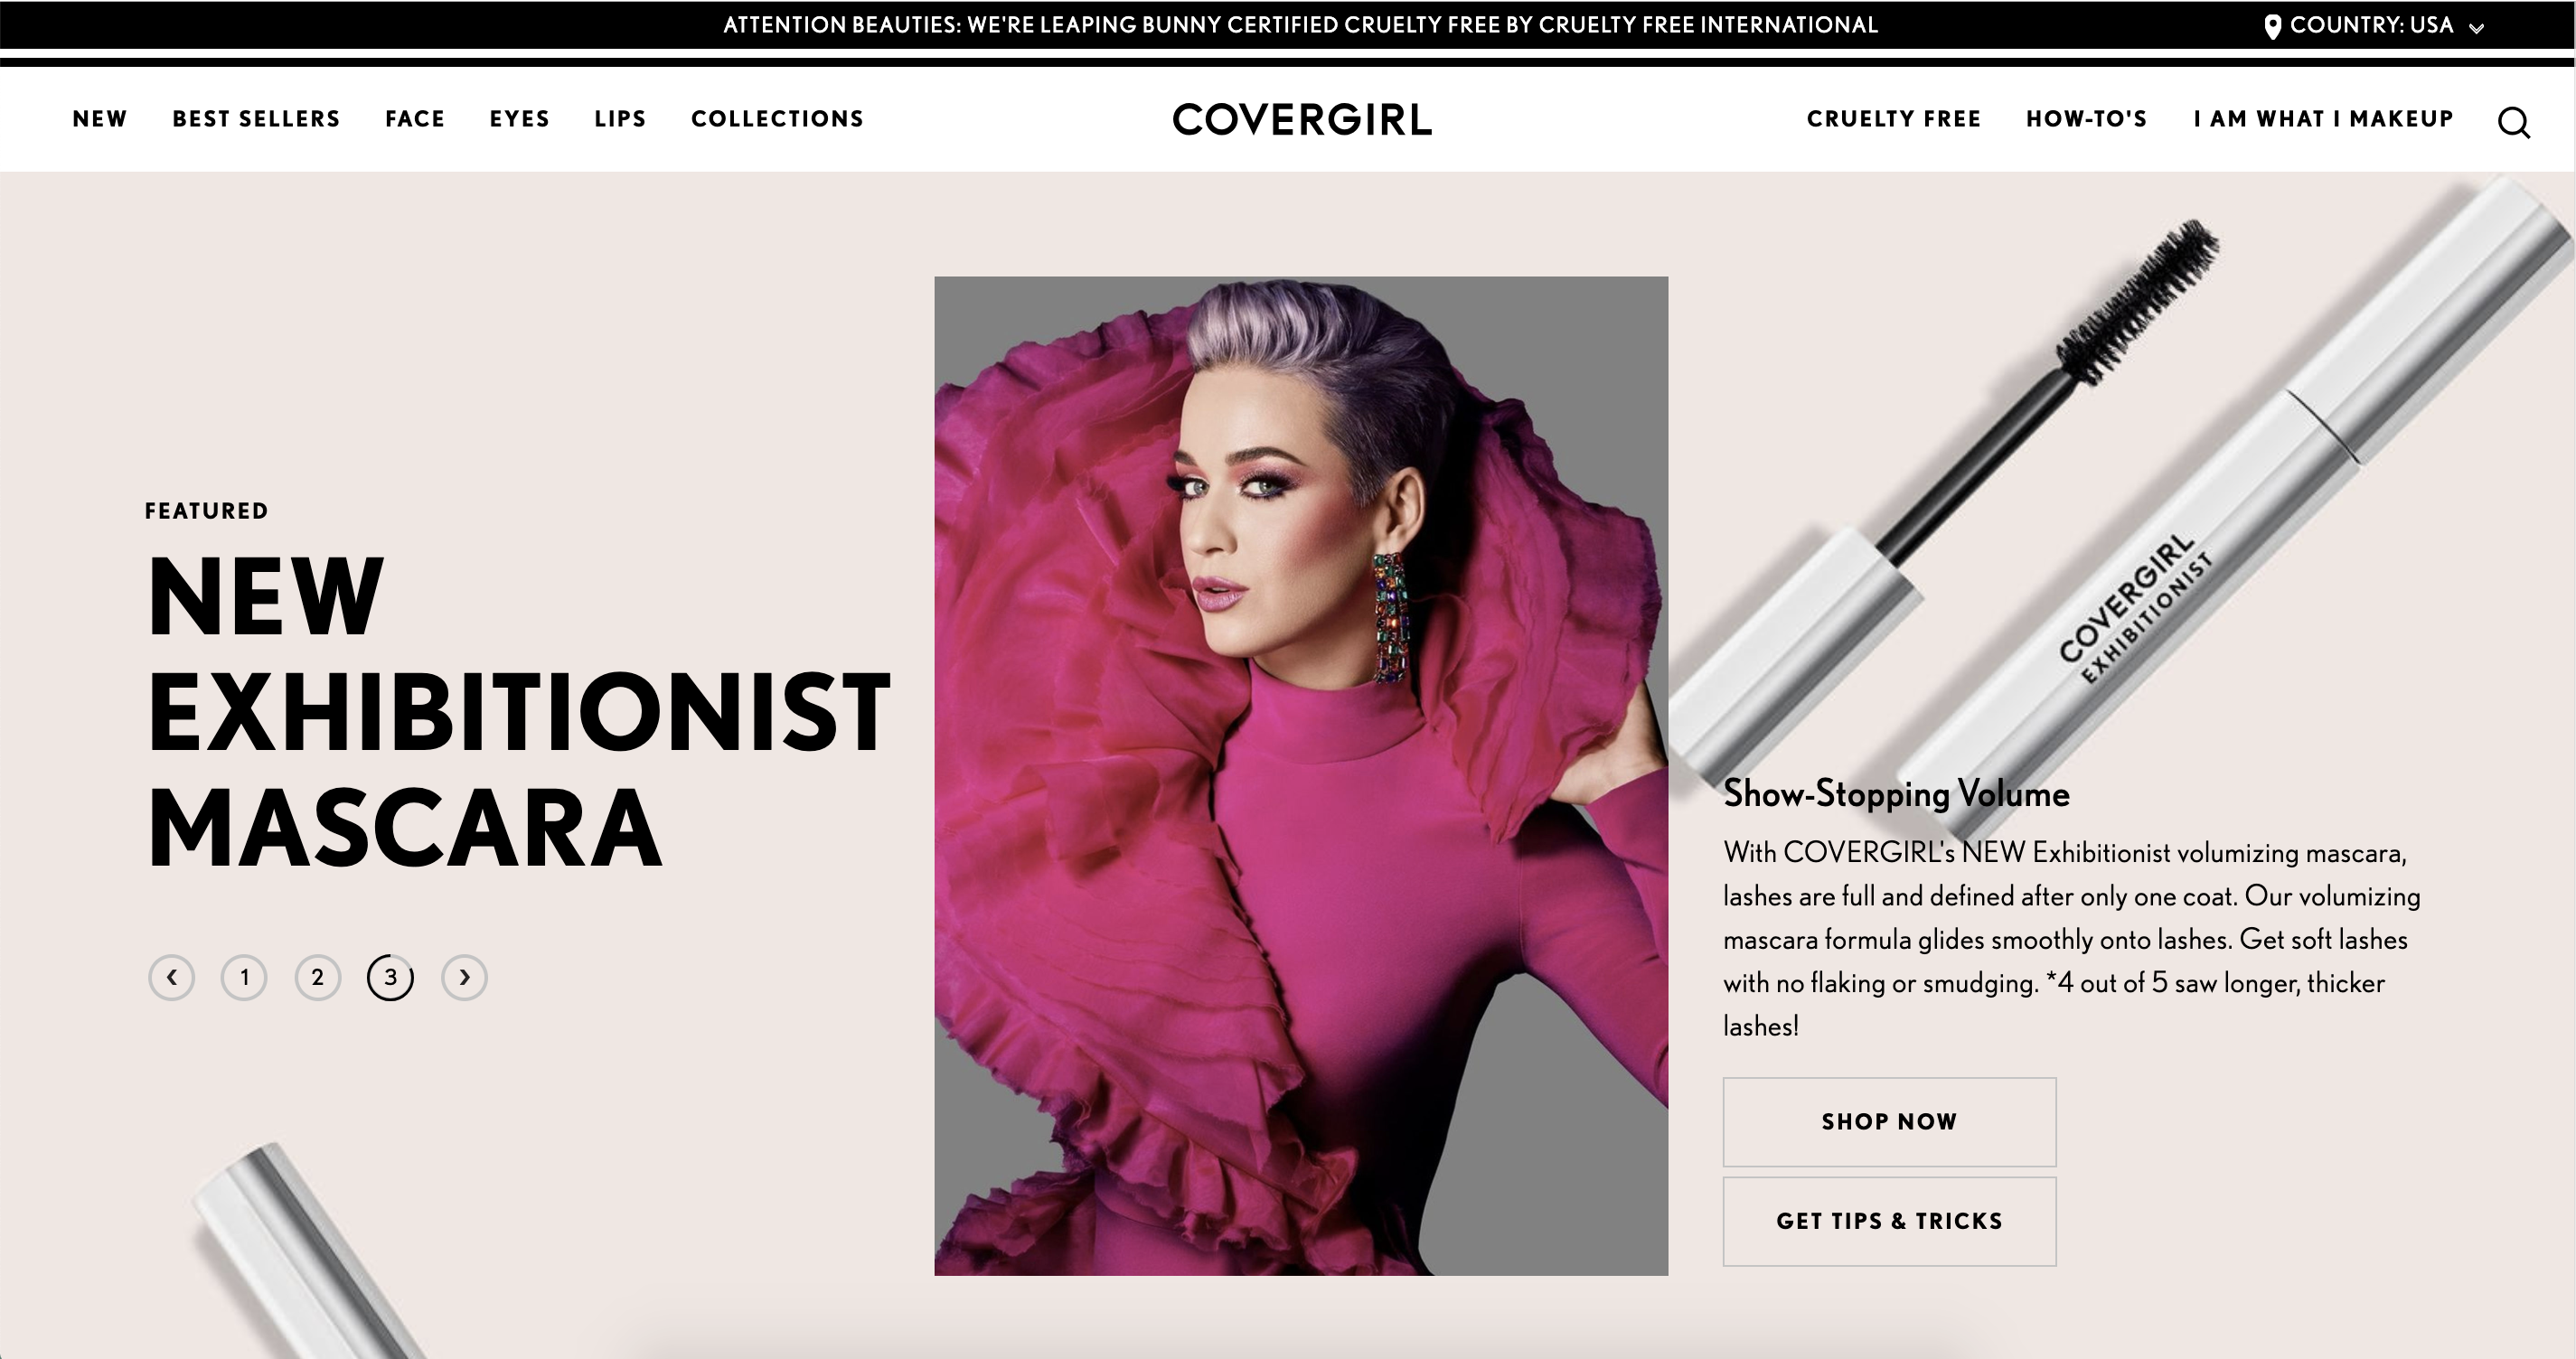 ATTENTION BEAUTIES: WE'RE LEAPING BUNNY CERTIFIED CRUELTY FREE BY CRUELTY FREE INTERNATIONAL
COUNTRY: USA
NEW
BEST SELLERS
FACE
EYES
LIPS
COLLECTIONS
COVERGIRL
CRUELTY FREE
HOW-TO'S
I AM WHAT I MAKEUP
FEATURED
NEW
EXHIBITIONIST
MASCARA
‹
1
2
3
›
COVERGIRL
EXHIBITIONIST
Show-Stopping Volume
With COVERGIRL's NEW Exhibitionist volumizing mascara,
lashes are full and defined after only one coat. Our volumizing
mascara formula glides smoothly onto lashes. Get soft lashes
with no flaking or smudging. *4 out of 5 saw longer, thicker
lashes!
SHOP NOW
GET TIPS & TRICKS